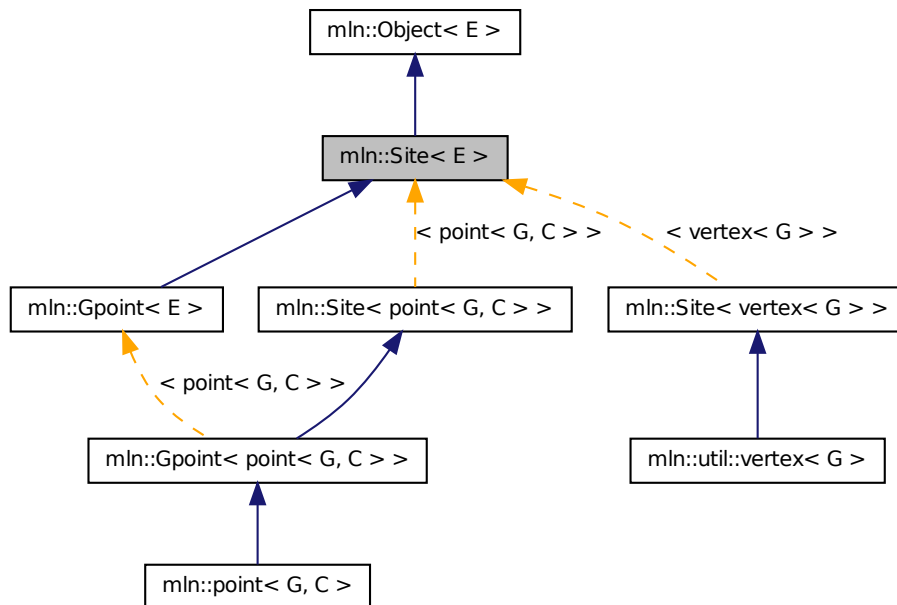 mln::Object< E >
mln::Site< E >
< point< G, C > >
< vertex< G > >
mln::Gpoint< E >
mln::Site< point< G, C > >
mln::Site< vertex< G > >
< point< G, C > >
mln::Gpoint< point< G, C > >
mln::util::vertex< G >
mln::point< G, C >